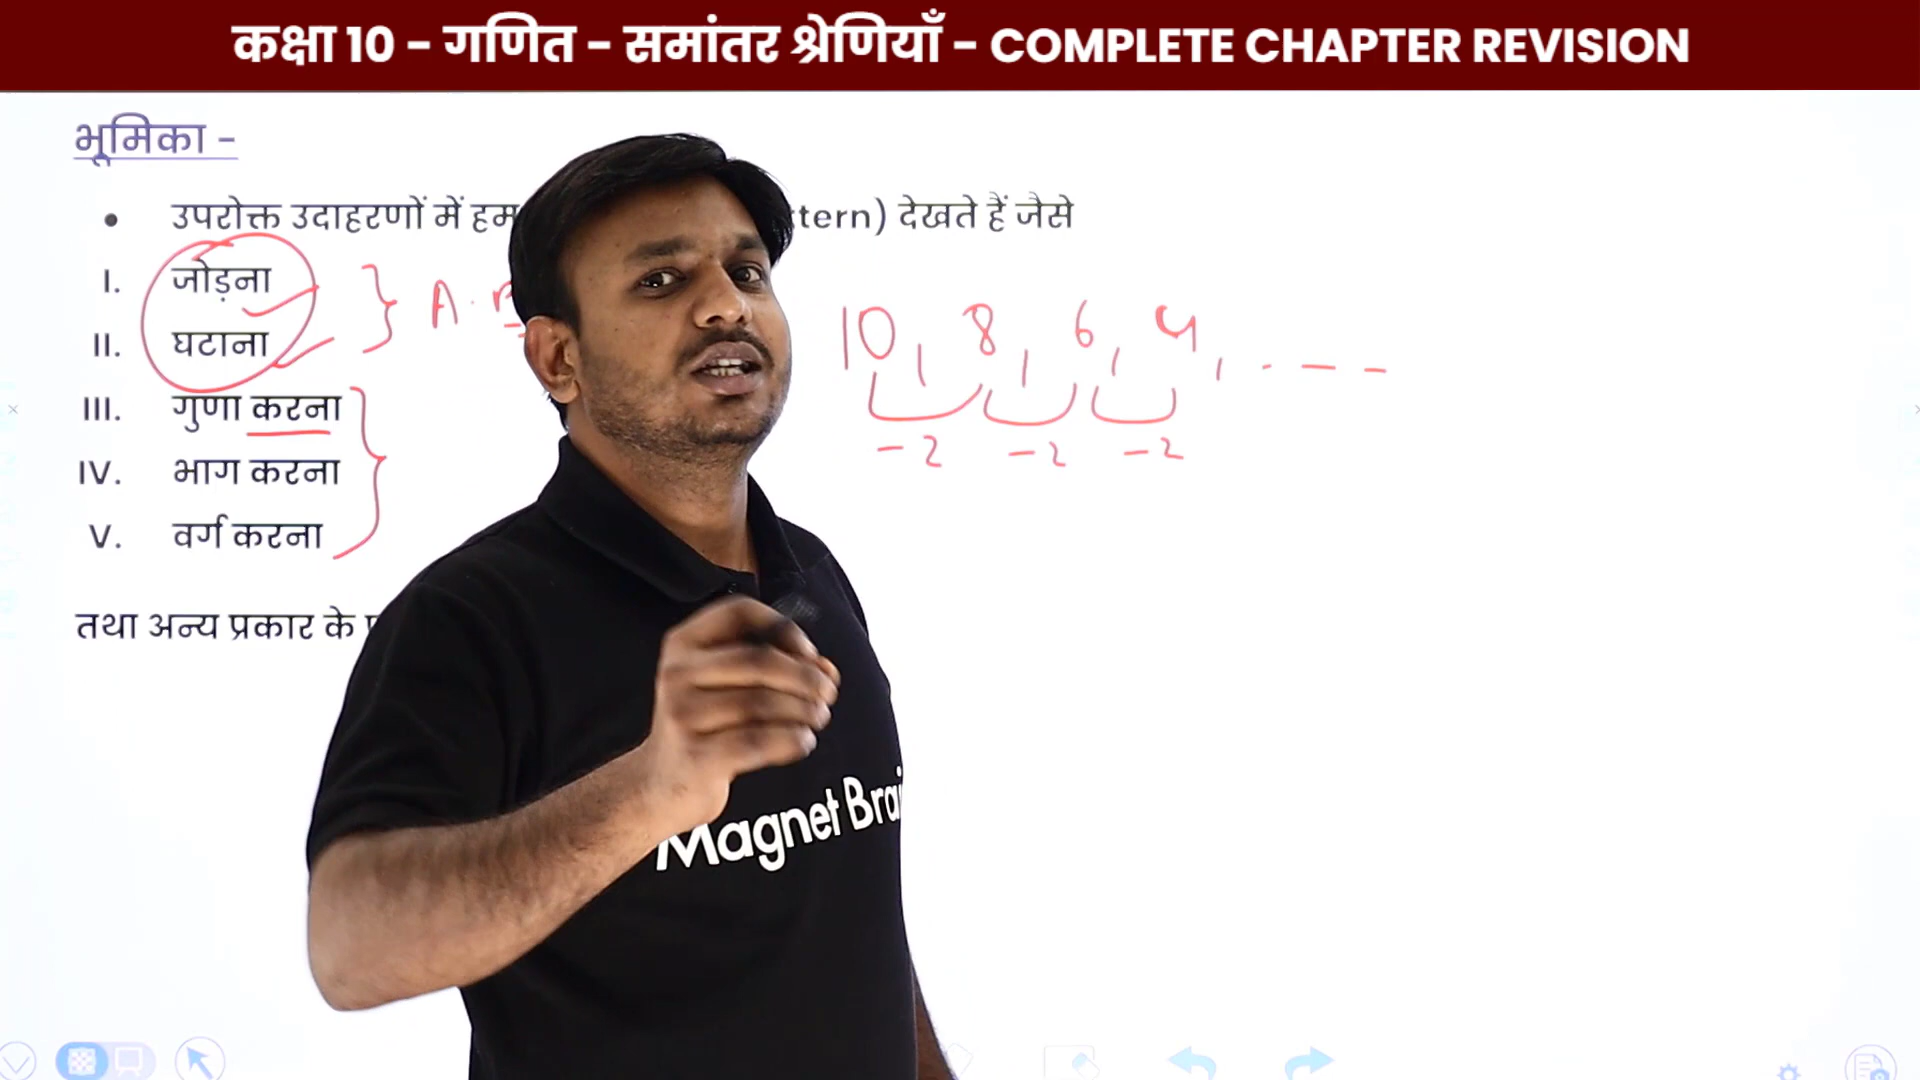 कक्षा 10 - गणित - समांतर श्रेणियाँ - COMPLETE CHAPTER REVISION
भूमिका -
• उपरोक्त उदाहरणों में हम tern) देखते हैं जैसे
I. जोड़ना
II. घटाना
III. गुणा करना
IV. भाग करना
V. वर्ग करना
तथा अन्य प्रकार के
A.
10, 8, 6, 4, . - -
-2 -2 -2
Magnet Brai